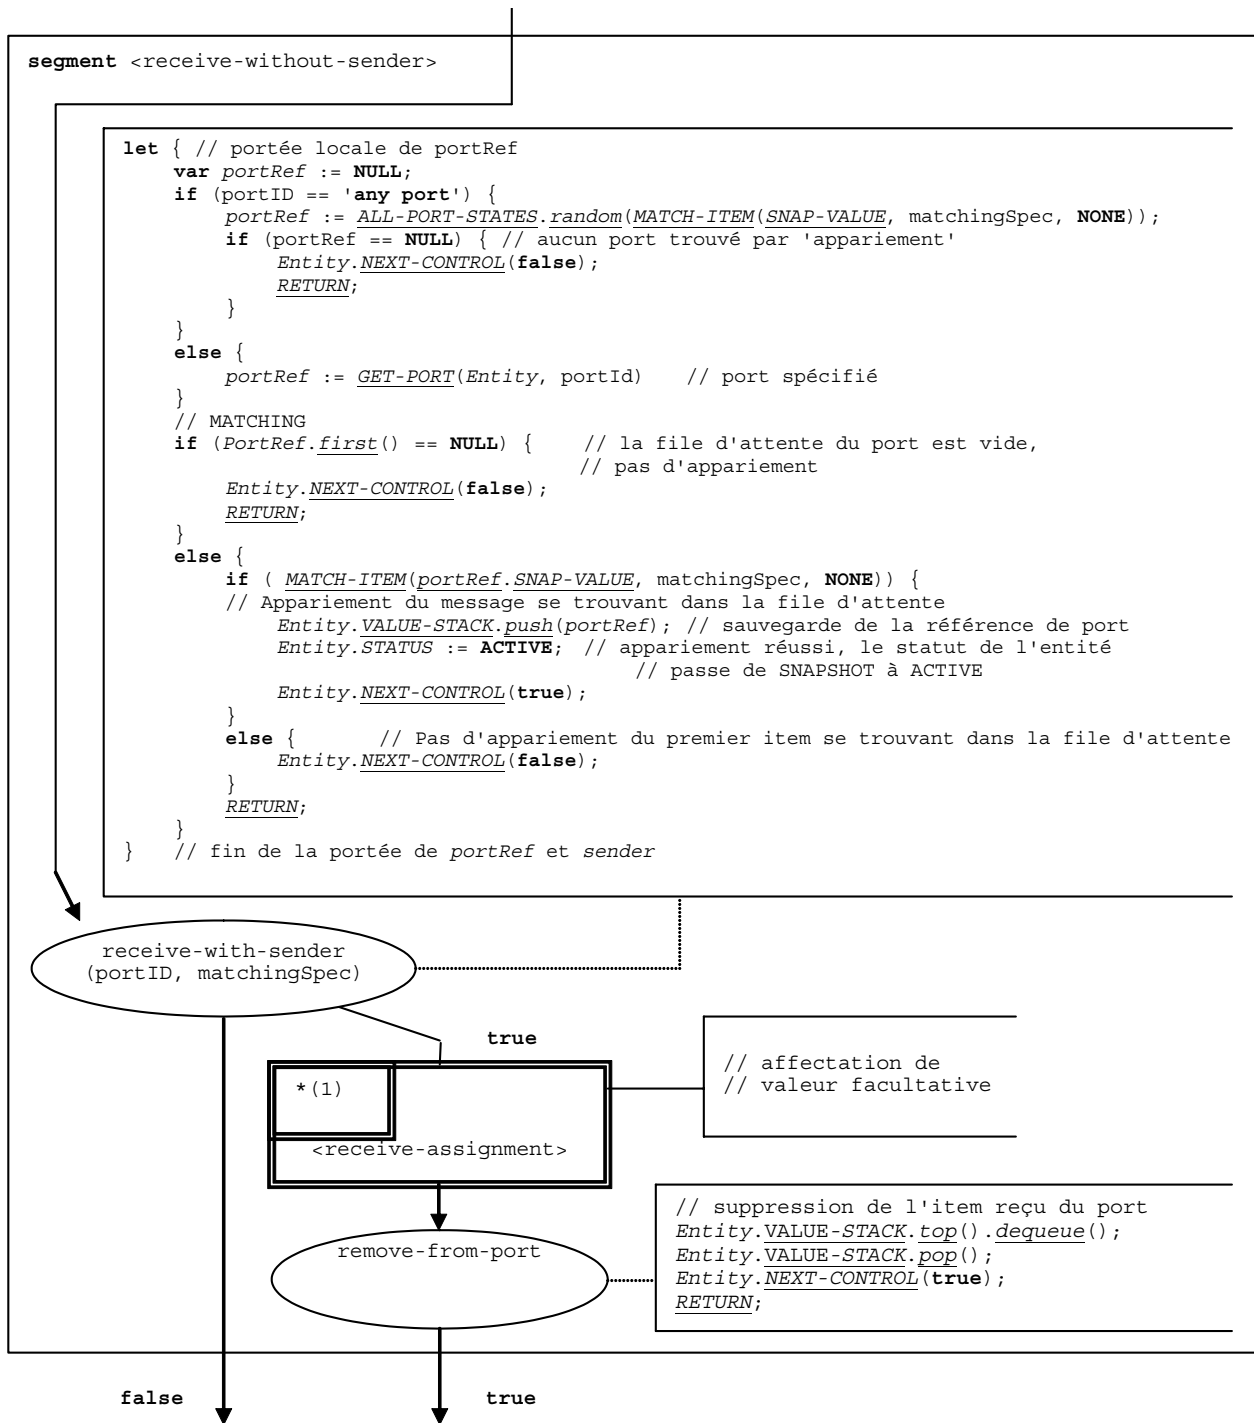 segment <receive-without-sender>
let { // portée locale de portRef
var portRef := NULL;
if (portID == 'any port') {
portRef := ALL-PORT-STATES.random(MATCH-ITEM(SNAP-VALUE, matchingSpec, NONE));
if (portRef == NULL) { // aucun port trouvé par 'appariement'
Entity.NEXT-CONTROL(false);
RETURN;
}
}
else {
portRef := GET-PORT(Entity, portId) // port spécifié
}
// MATCHING
if (PortRef.first() == NULL) { // la file d'attente du port est vide,
// pas d'appariement
Entity.NEXT-CONTROL(false);
RETURN;
}
else {
if ( MATCH-ITEM(portRef.SNAP-VALUE, matchingSpec, NONE)) {
// Appariement du message se trouvant dans la file d'attente
Entity.VALUE-STACK.push(portRef); // sauvegarde de la référence de port
Entity.STATUS := ACTIVE; // appariement réussi, le statut de l'entité
// passe de SNAPSHOT à ACTIVE
Entity.NEXT-CONTROL(true);
}
else { // Pas d'appariement du premier item se trouvant dans la file d'attente
Entity.NEXT-CONTROL(false);
}
RETURN;
}
} // fin de la portée de portRef et sender
receive-with-sender
(portID, matchingSpec)
true
*(1)
<receive-assignment>
// affectation de
// valeur facultative
remove-from-port
// suppression de l'item reçu du port
Entity.VALUE-STACK.top().dequeue();
Entity.VALUE-STACK.pop();
Entity.NEXT-CONTROL(true);
RETURN;
false
true